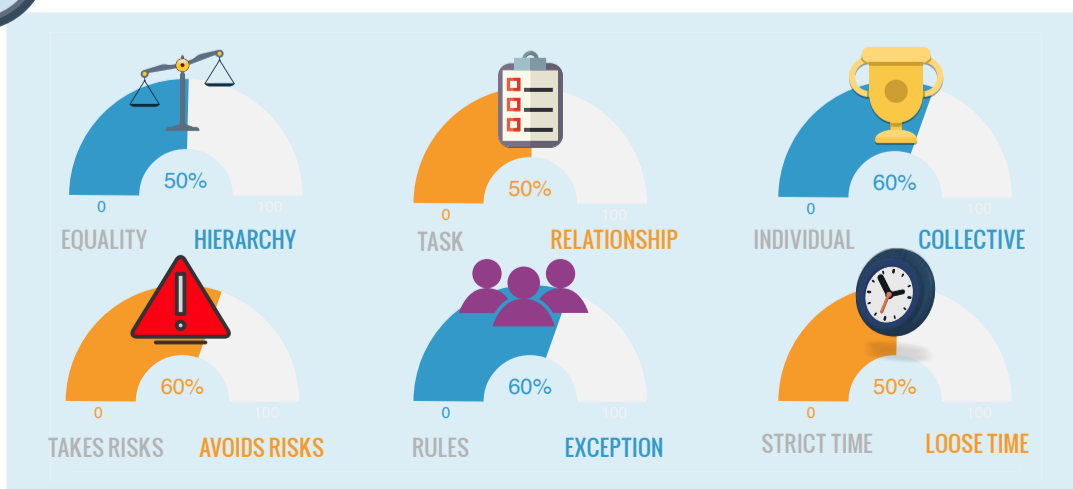 50%
0 100
EQUALITY HIERARCHY
50%
0 100
TASK RELATIONSHIP
60%
0 100
INDIVIDUAL COLLECTIVE
60%
0 100
TAKES RISKS AVOIDS RISKS
60%
0 100
RULES EXCEPTION
50%
0 100
STRICT TIME LOOSE TIME